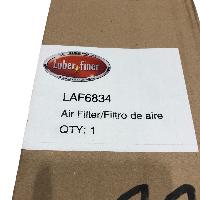 Luber-finer
LAF6834
Air Filter/Filtro de aire
QTY: 1